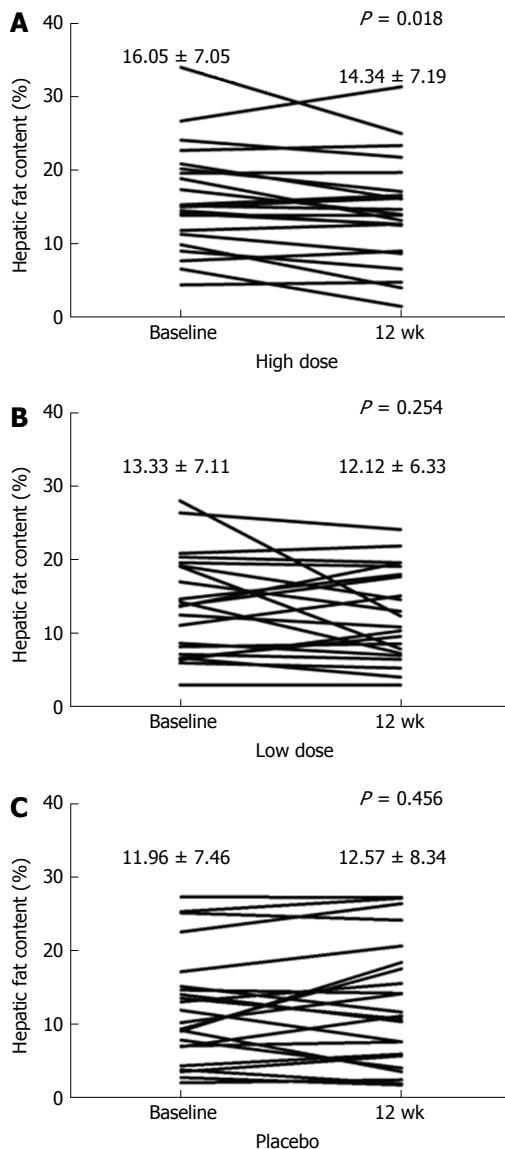 A
40
P = 0.018
16.05 ± 7.05
14.34 ± 7.19
30
Hepatic fat content (%)
20
10
0
Baseline
12 wk
High dose
B
40
P = 0.254
13.33 ± 7.11
12.12 ± 6.33
30
Hepatic fat content (%)
20
10
0
Baseline
12 wk
Low dose
C
40
P = 0.456
11.96 ± 7.46
12.57 ± 8.34
30
Hepatic fat content (%)
20
10
0
Baseline
12 wk
Placebo